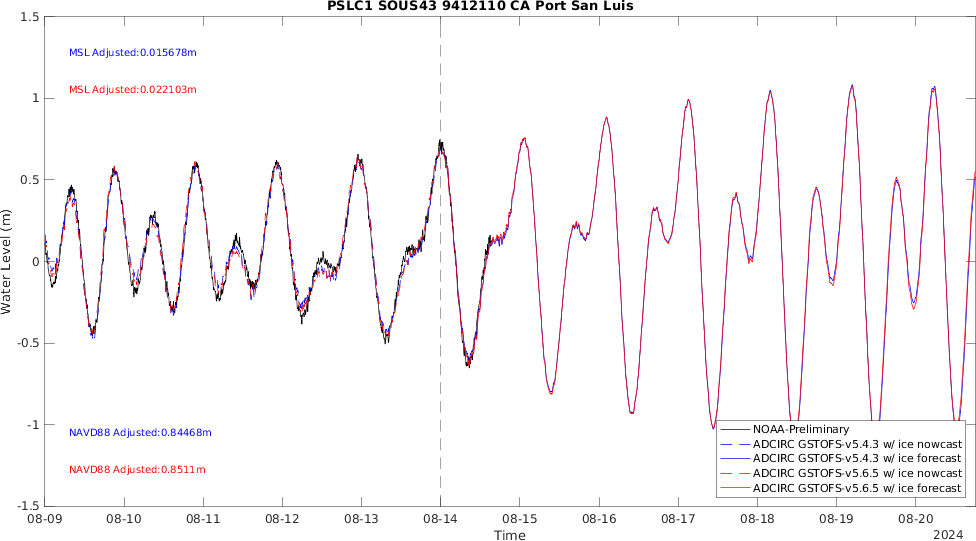 PSLC1 SOUS43 9412110 CA Port San Luis
1.5
1
0.5
0
-0.5
-1
-1.5
Water Level (m)
MSL Adjusted:0.015678m
MSL Adjusted:0.022103m
NAVD88 Adjusted:0.84468m
NAVD88 Adjusted:0.8511m
NOAA-Preliminary
ADCIRC GSTOFS-v5.4.3 w/ ice nowcast
ADCIRC GSTOFS-v5.4.3 w/ ice forecast
ADCIRC GSTOFS-v5.6.5 w/ ice nowcast
ADCIRC GSTOFS-v5.6.5 w/ ice forecast
08-09 08-10 08-11 08-12 08-13 08-14 08-15 08-16 08-17 08-18 08-19 08-20
Time
2024